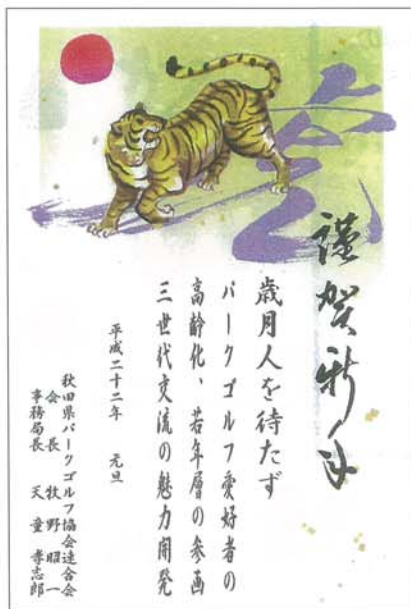 謹賀新年
歳月人を待たず
パークゴルフ愛好者の
高齢化、若年層の参画
三世代交流の魅力開発
平成二十二年　元旦
秋田県パークゴルフ協会連合会
会長　牧野昭一
事務局長　天童孝志郎